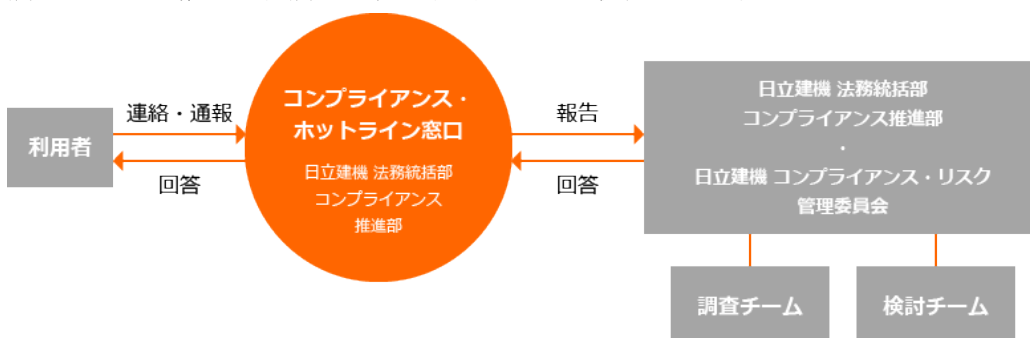 利用者
連絡・通報
回答
コンプライアンス・
ホットライン窓口
日立建機 法務統括部
コンプライアンス
推進部
報告
回答
日立建機 法務統括部
コンプライアンス推進部
・
日立建機 コンプライアンス・リスク
管理委員会
調査チーム
検討チーム